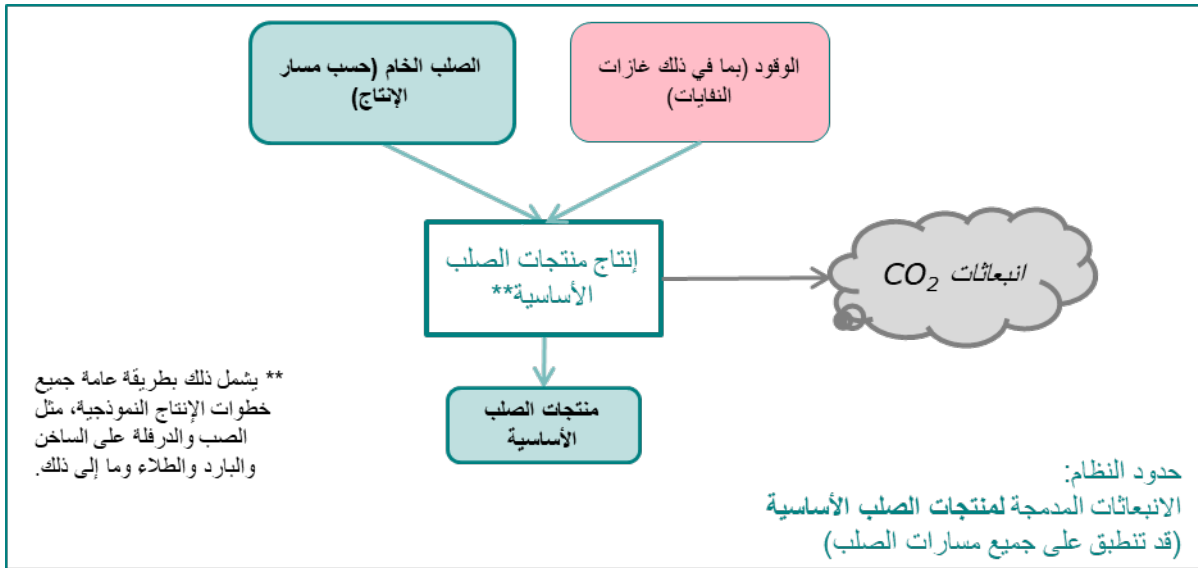 الصلب الخام (حسب مسار
الإنتاج)
الوقود (بما في ذلك غازات
النفايات)
إنتاج منتجات الصلب
الأساسية**
انبعاثات CO₂
منتجات الصلب
الأساسية
** يشمل ذلك بطريقة عامة جميع
خطوات الإنتاج النموذجية، مثل
الصب والدرفلة على الساخن
والبارد والطلاء وما إلى ذلك.
حدود النظام:
الانبعاثات المدمجة لمنتجات الصلب الأساسية
(قد تنطبق على جميع مسارات الصلب)